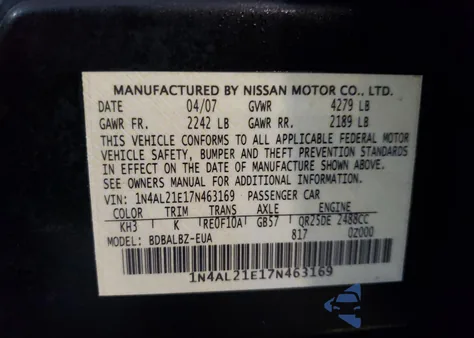 MANUFACTURED BY NISSAN MOTOR CO., LTD.
DATE 04/07 GVWR 4279 LB
GAWR FR. 2242 LB GAWR RR. 2189 LB
THIS VEHICLE CONFORMS TO ALL APPLICABLE FEDERAL MOTOR
VEHICLE SAFETY, BUMPER AND THEFT PREVENTION STANDARDS
IN EFFECT ON THE DATE OF MANUFACTURE SHOWN ABOVE.
SEE OWNERS MANUAL FOR ADDITIONAL INFORMATION.
VIN: 1N4AL21E17N463169 PASSENGER CAR
COLOR TRIM TRANS AXLE ENGINE
KH3 K RE0F10A GB57 QR25DE 2488CC
MODEL: BDBALBZ-EUA 817 0Z000
1N4AL21E17N463169